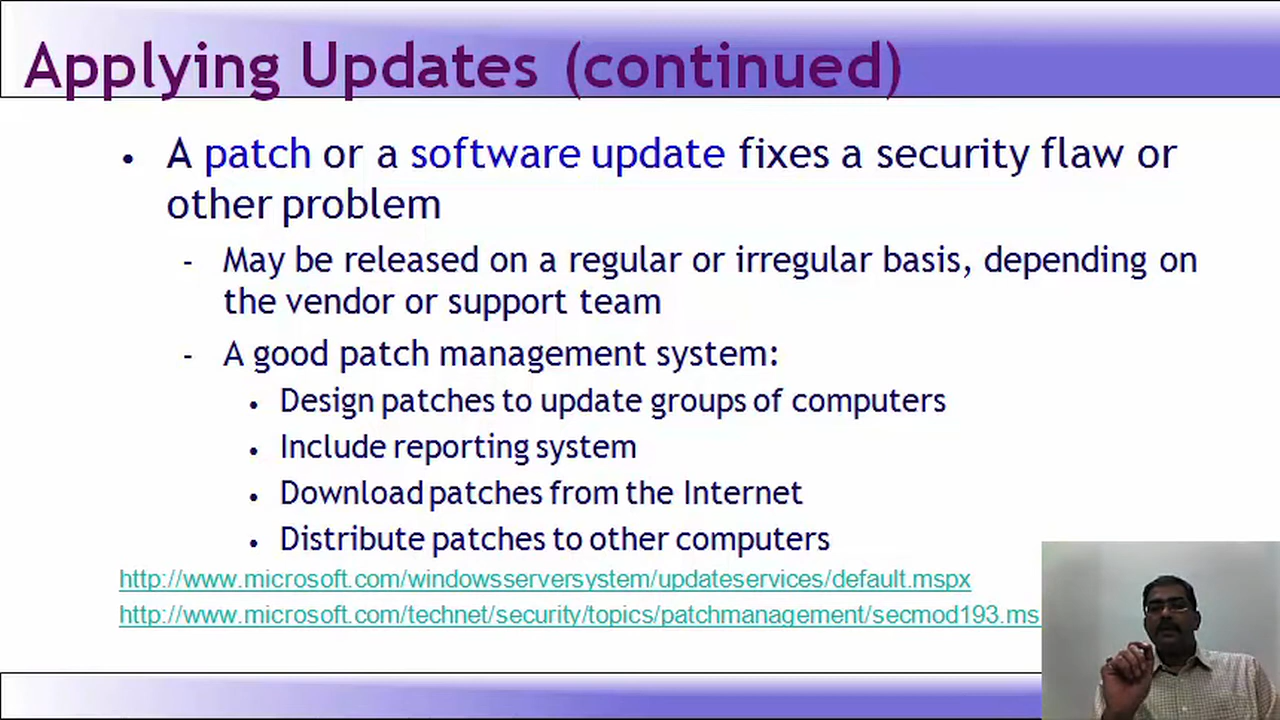 Applying Updates (continued)
• A patch or a software update fixes a security flaw or
other problem
- May be released on a regular or irregular basis, depending on
the vendor or support team
- A good patch management system:
• Design patches to update groups of computers
• Include reporting system
• Download patches from the Internet
• Distribute patches to other computers
http://www.microsoft.com/windowsserversystem/updateservices/default.mspx
http://www.microsoft.com/technet/security/topics/patchmanagement/secmod193.ms